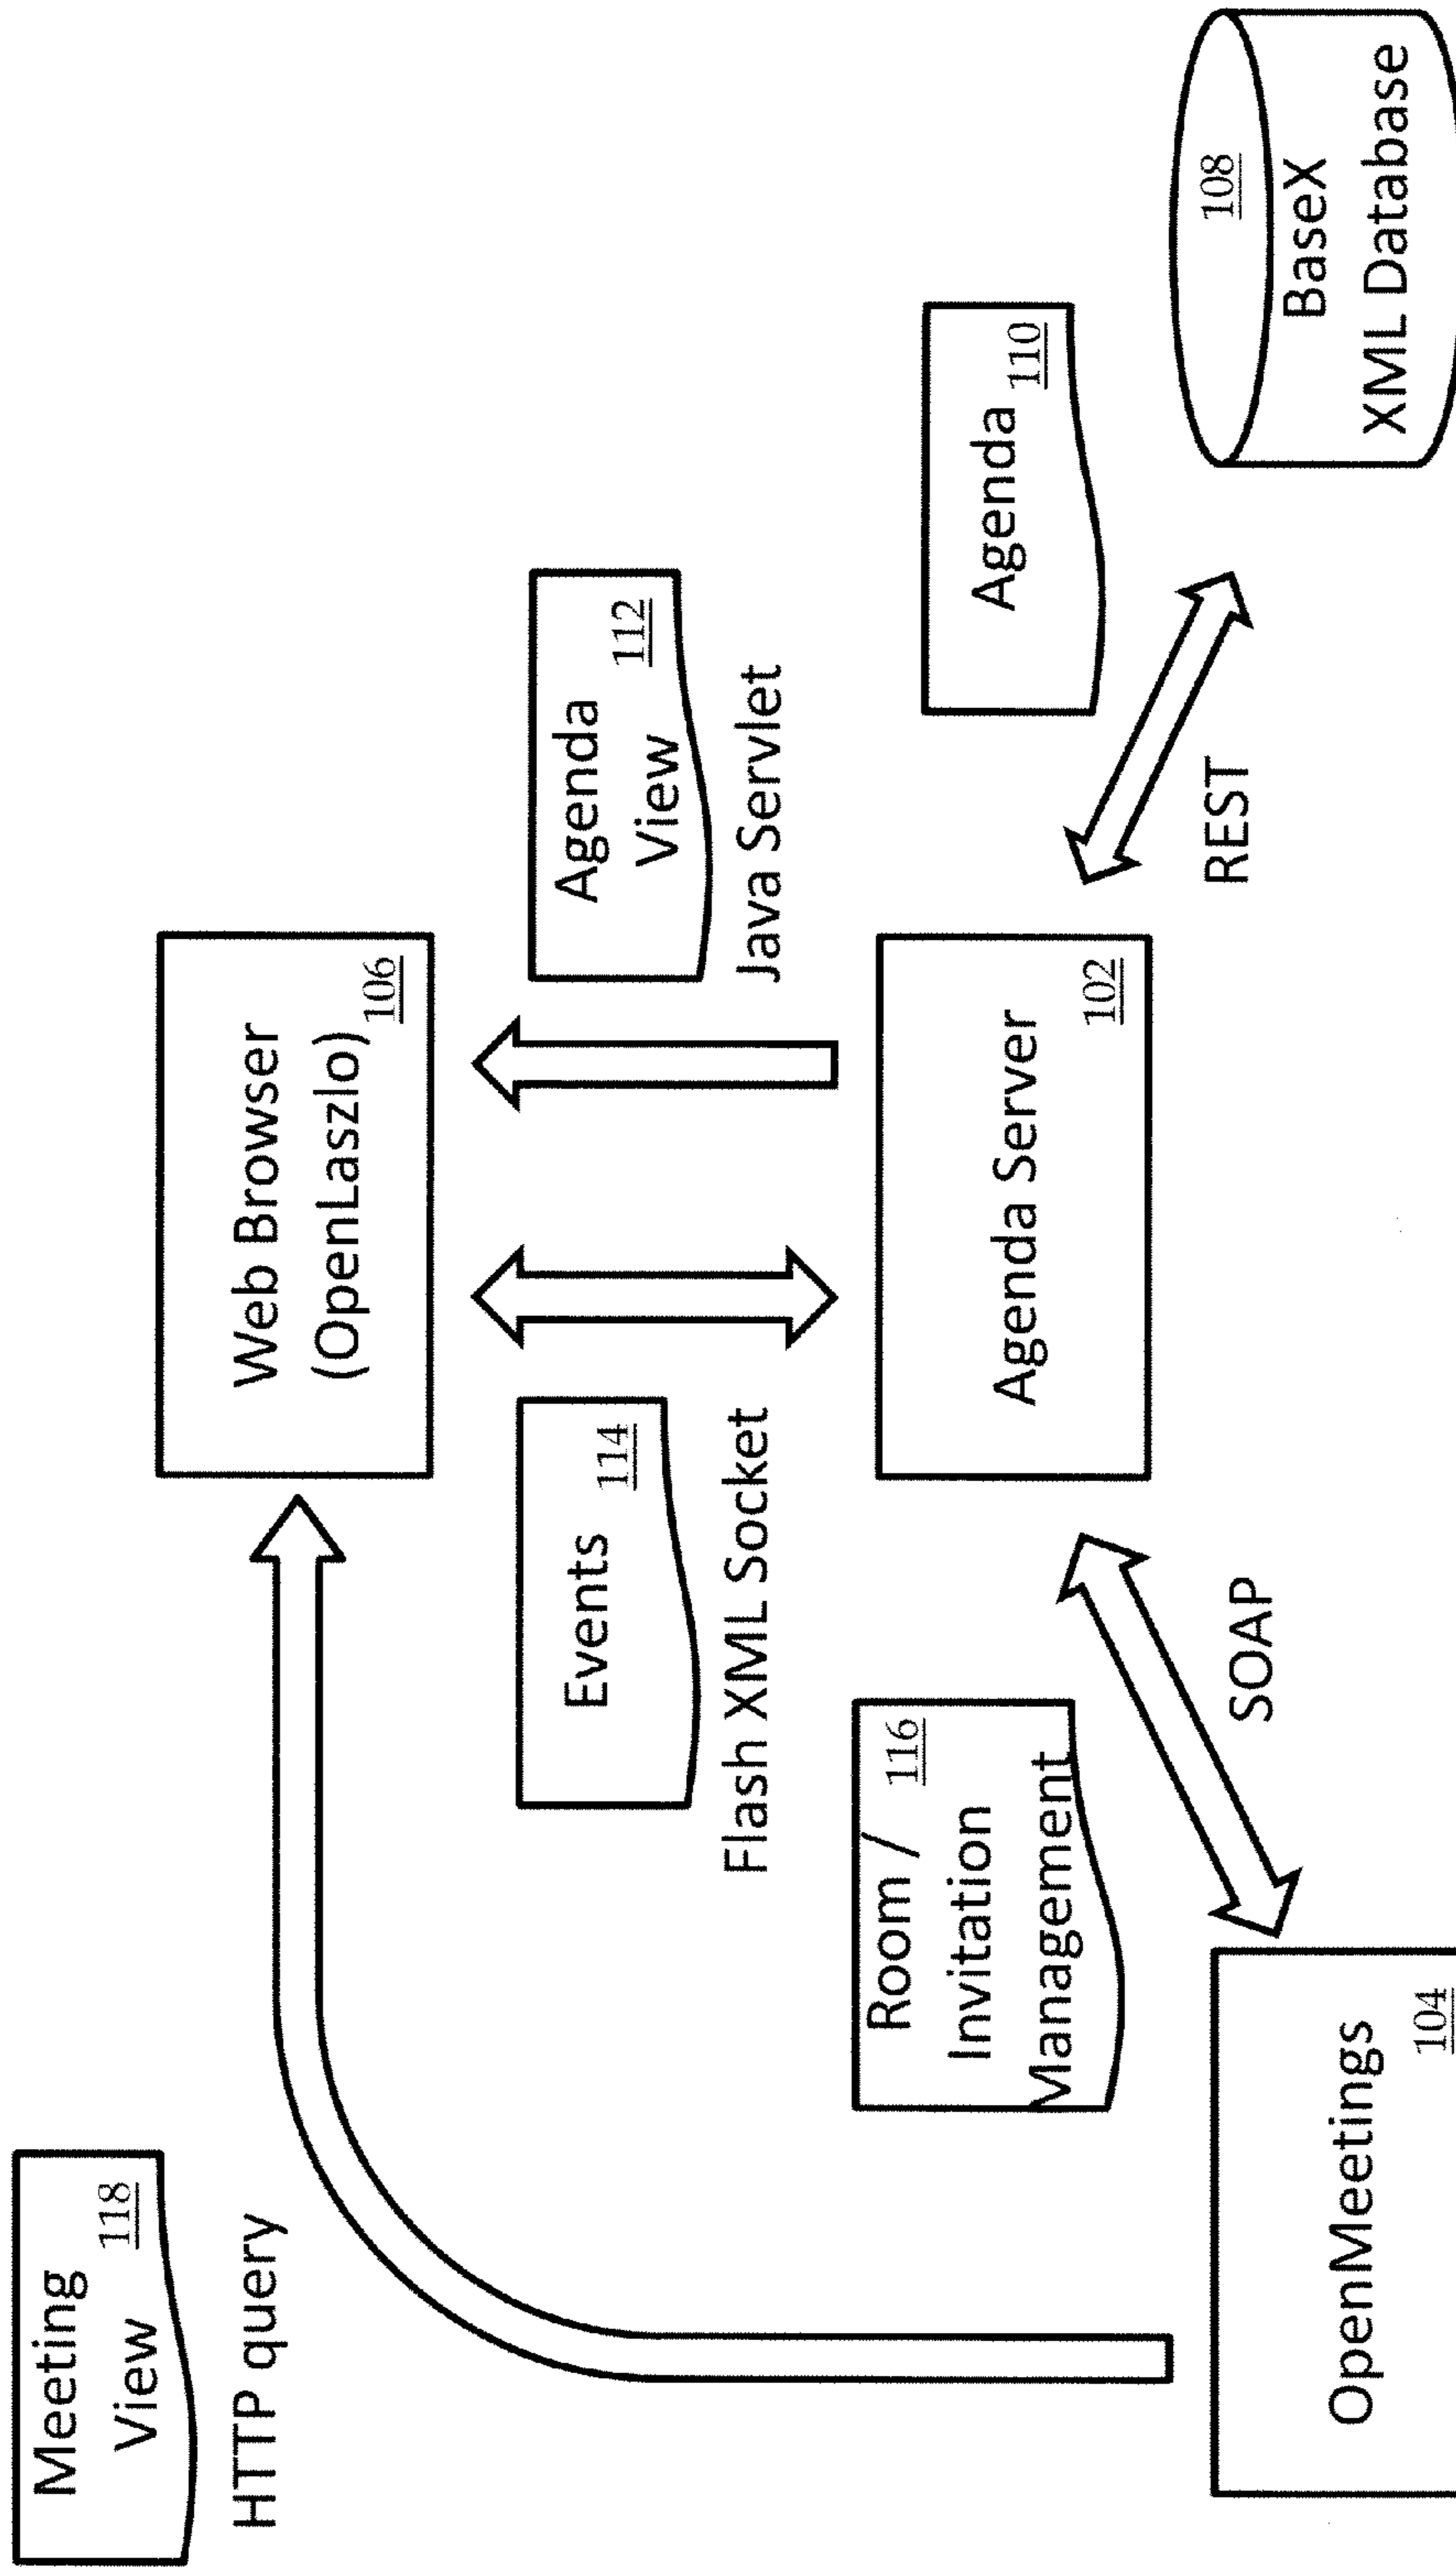 Meeting
View
118
HTTP query
Web Browser
(OpenLaszlo)
106
Events
114
Flash XML Socket
Agenda
View
112
Java Servlet
Room /
116
Invitation
Management
SOAP
Agenda Server
102
Agenda
110
REST
OpenMeetings
104
108
BaseX
XML Database